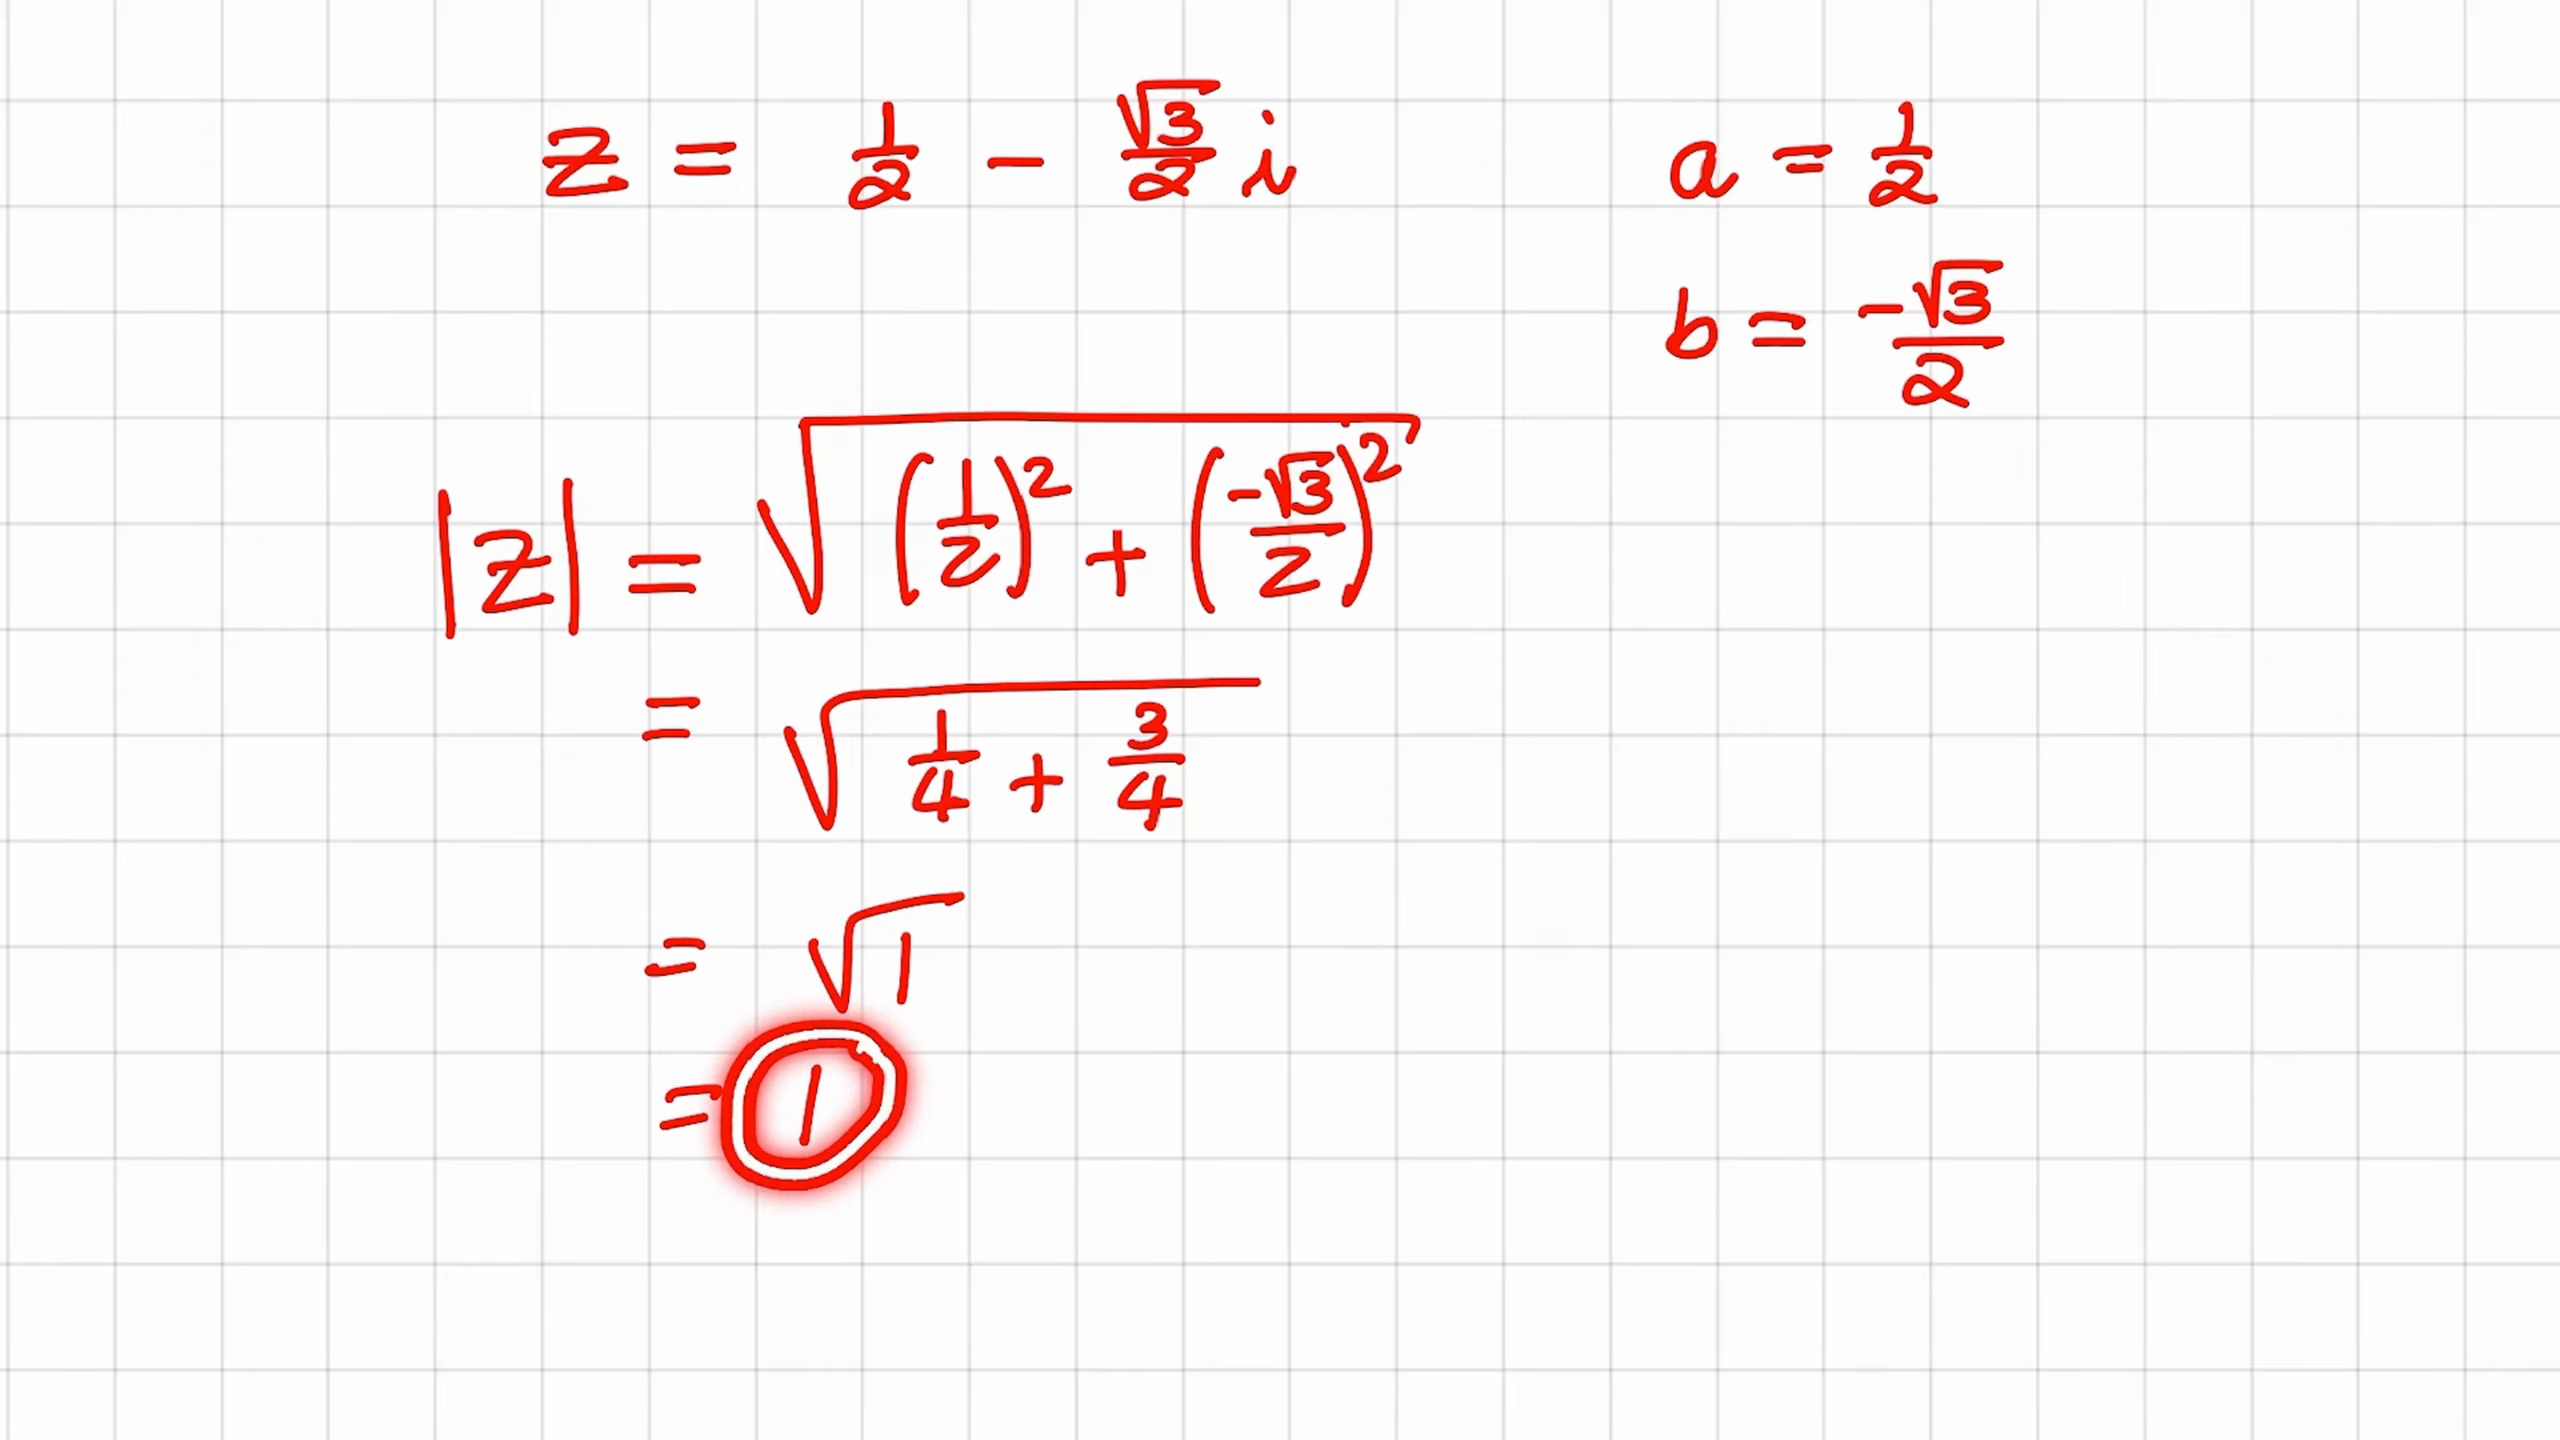 z = 1/2 - √3/2 i
a = 1/2
b = -√3/2
|z| = √((1/2)² + (-√3/2)²)
= √(1/4 + 3/4)
= √1
= 1